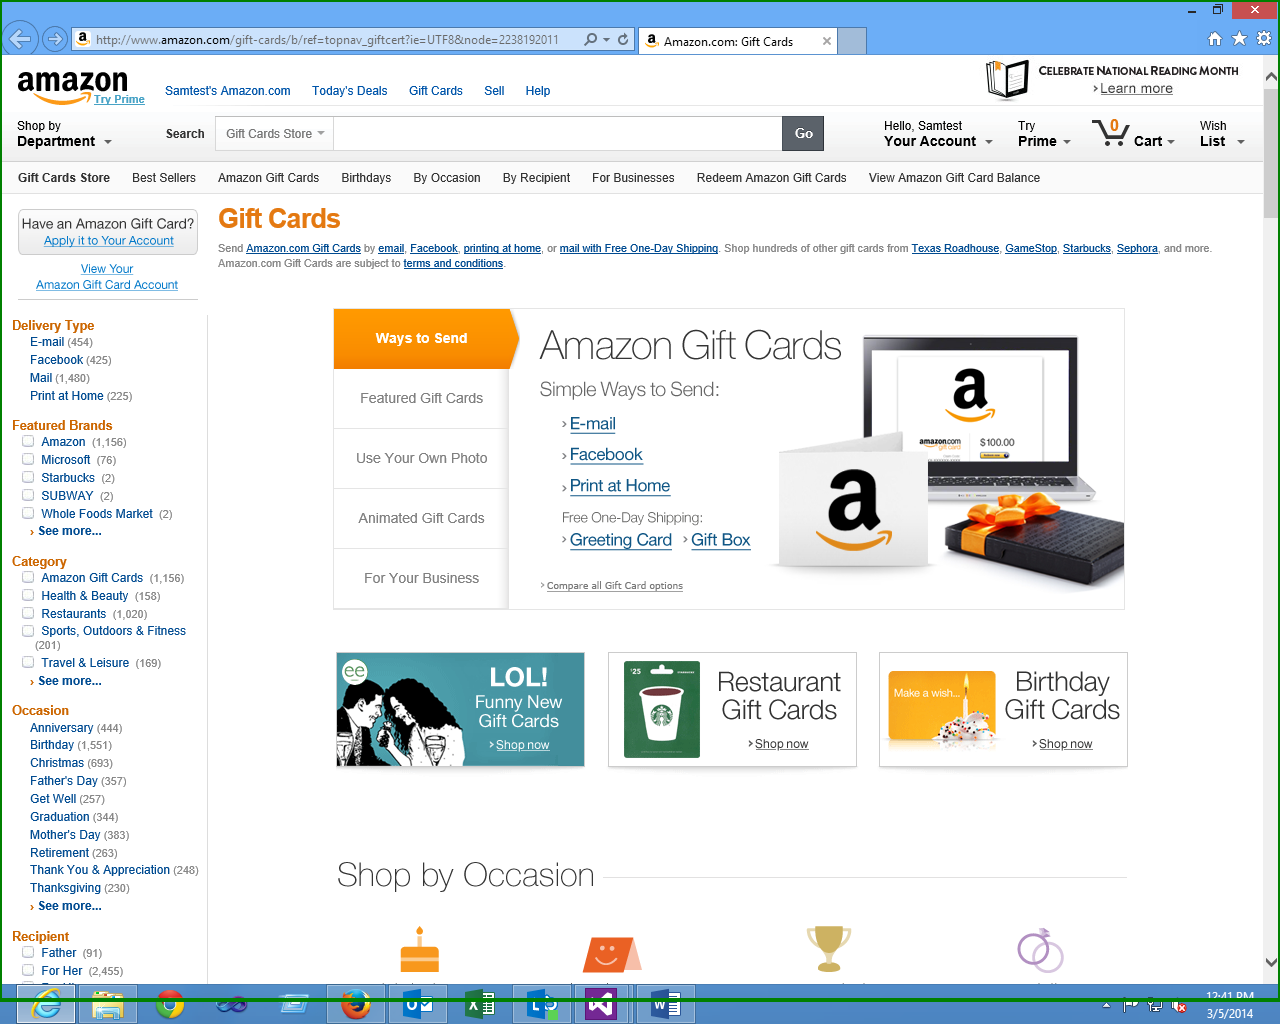 http://www.amazon.com/gift-cards/b/ref=topnav_giftcert?ie=UTF8&node=2238192011
Amazon.com: Gift Cards
amazon
Try Prime
Samtest's Amazon.com Today's Deals Gift Cards Sell Help
CELEBRATE NATIONAL READING MONTH
Learn more
Shop by
Department
Search Gift Cards Store Go
Hello, Samtest
Your Account
Try
Prime
0 Cart
Wish
List
Gift Cards Store Best Sellers Amazon Gift Cards Birthdays By Occasion By Recipient For Businesses Redeem Amazon Gift Cards View Amazon Gift Card Balance
Have an Amazon Gift Card?
Apply it to Your Account
View Your
Amazon Gift Card Account
Gift Cards
Send Amazon.com Gift Cards by email, Facebook, printing at home, or mail with Free One-Day Shipping. Shop hundreds of other gift cards from Texas Roadhouse, GameStop, Starbucks, Sephora, and more.
Amazon.com Gift Cards are subject to terms and conditions.
Delivery Type
E-mail (454)
Facebook (425)
Mail (1,480)
Print at Home (225)
Featured Brands
Amazon (1,156)
Microsoft (76)
Starbucks (2)
SUBWAY (2)
Whole Foods Market (2)
See more...
Category
Amazon Gift Cards (1,156)
Health & Beauty (158)
Restaurants (1,020)
Sports, Outdoors & Fitness
(201)
Travel & Leisure (169)
See more...
Occasion
Anniversary (444)
Birthday (1,551)
Christmas (693)
Father's Day (357)
Get Well (257)
Graduation (344)
Mother's Day (383)
Retirement (263)
Thank You & Appreciation (248)
Thanksgiving (230)
See more...
Recipient
Father (91)
For Her (2,455)
Ways to Send
Featured Gift Cards
Use Your Own Photo
Animated Gift Cards
For Your Business
Amazon Gift Cards
Simple Ways to Send:
E-mail
Facebook
Print at Home
Free One-Day Shipping:
Greeting Card Gift Box
Compare all Gift Card options
a
amazon.com
gift card
$100.00
a
ee
LOL!
Funny New
Gift Cards
Shop now
$25
Restaurant
Gift Cards
Shop now
Make a wish...
Birthday
Gift Cards
Shop now
Shop by Occasion
12:41 PM
3/5/2014